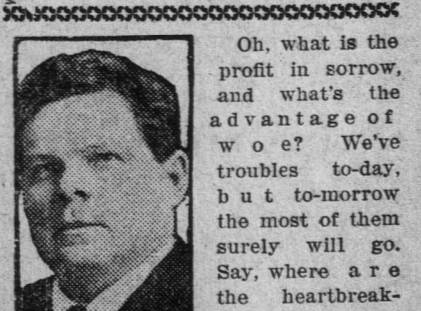 Oh, what is the
profit in sorrow,
and what's the
advantage of
woe? We've
troubles to-day,
but to-morrow
the most of them
surely will go.
Say, where are
the heartbreak-